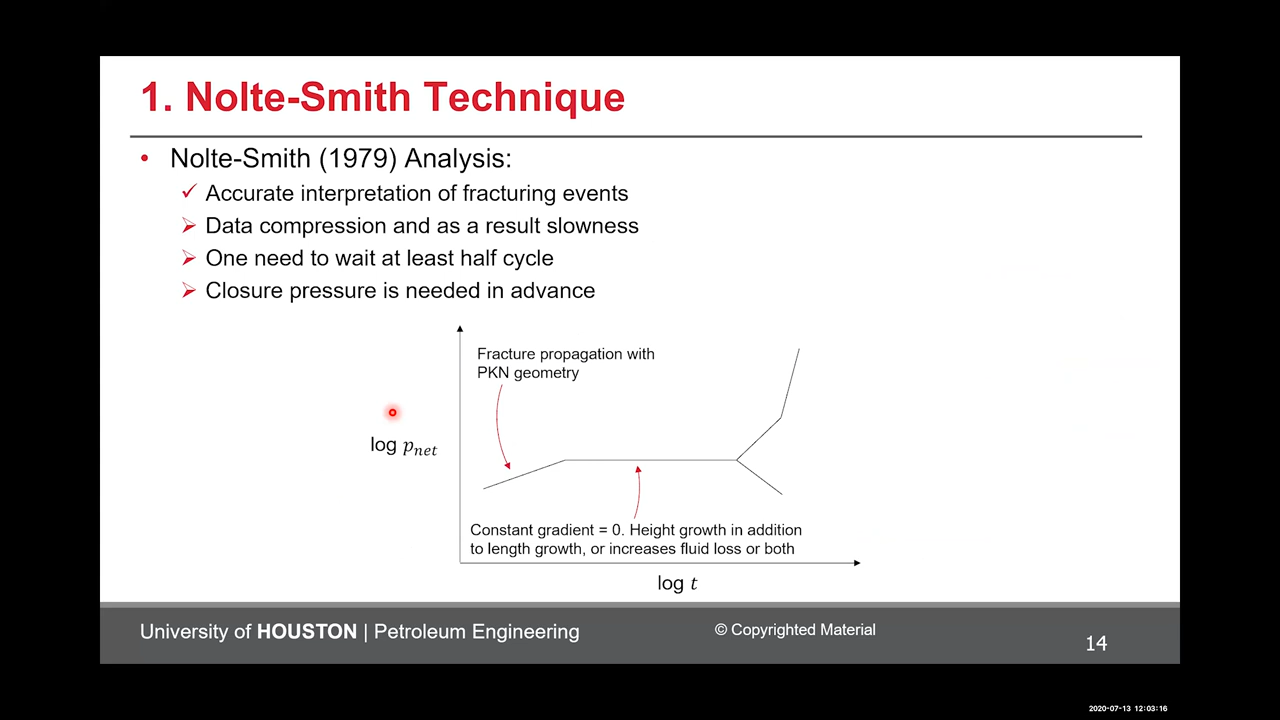 1. Nolte-Smith Technique
• Nolte-Smith (1979) Analysis:
✓ Accurate interpretation of fracturing events
➢ Data compression and as a result slowness
➢ One need to wait at least half cycle
➢ Closure pressure is needed in advance
Fracture propagation with
PKN geometry
log p_net
Constant gradient = 0. Height growth in addition
to length growth, or increases fluid loss or both
log t
University of HOUSTON | Petroleum Engineering
© Copyrighted Material
14
2020-07-13 12:03:16